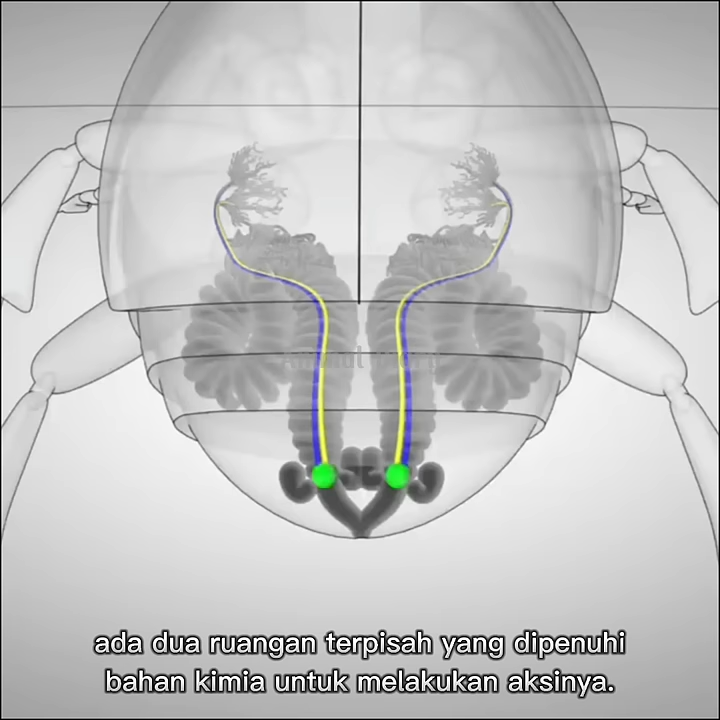 ada dua ruangan terpisah yang dipenuhi
bahan kimia untuk melakukan aksinya.